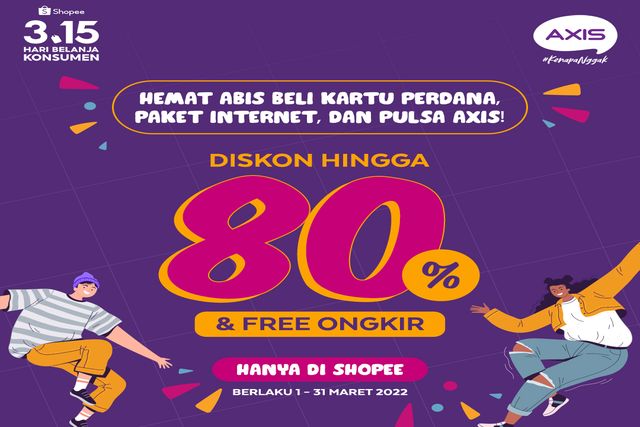 Shopee
3.15
HARI BELANJA
KONSUMEN
AXIS
#KenapaNggak
HEMAT ABIS BELI KARTU PERDANA,
PAKET INTERNET, DAN PULSA AXIS!
DISKON HINGGA
80%
& FREE ONGKIR
HANYA DI SHOPEE
BERLAKU 1 - 31 MARET 2022